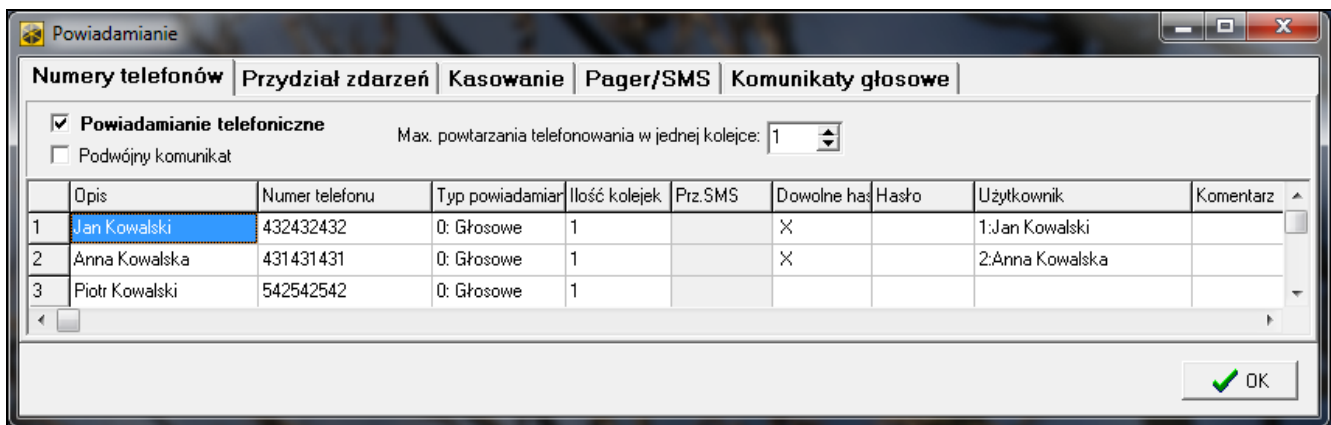 Powiadamianie
Numery telefonów Przydział zdarzeń Kasowanie Pager/SMS Komunikaty głosowe
Powiadamianie telefoniczne Max. powtarzania telefonowania w jednej kolejce: 1
Podwójny komunikat
Opis Numer telefonu Typ powiadamian Ilość kolejek Prz.SMS Dowolne has Hasło Użytkownik Komentarz
1 Jan Kowalski 432432432 0: Głosowe 1 X 1:Jan Kowalski
2 Anna Kowalska 431431431 0: Głosowe 1 X 2:Anna Kowalska
3 Piotr Kowalski 542542542 0: Głosowe 1
OK